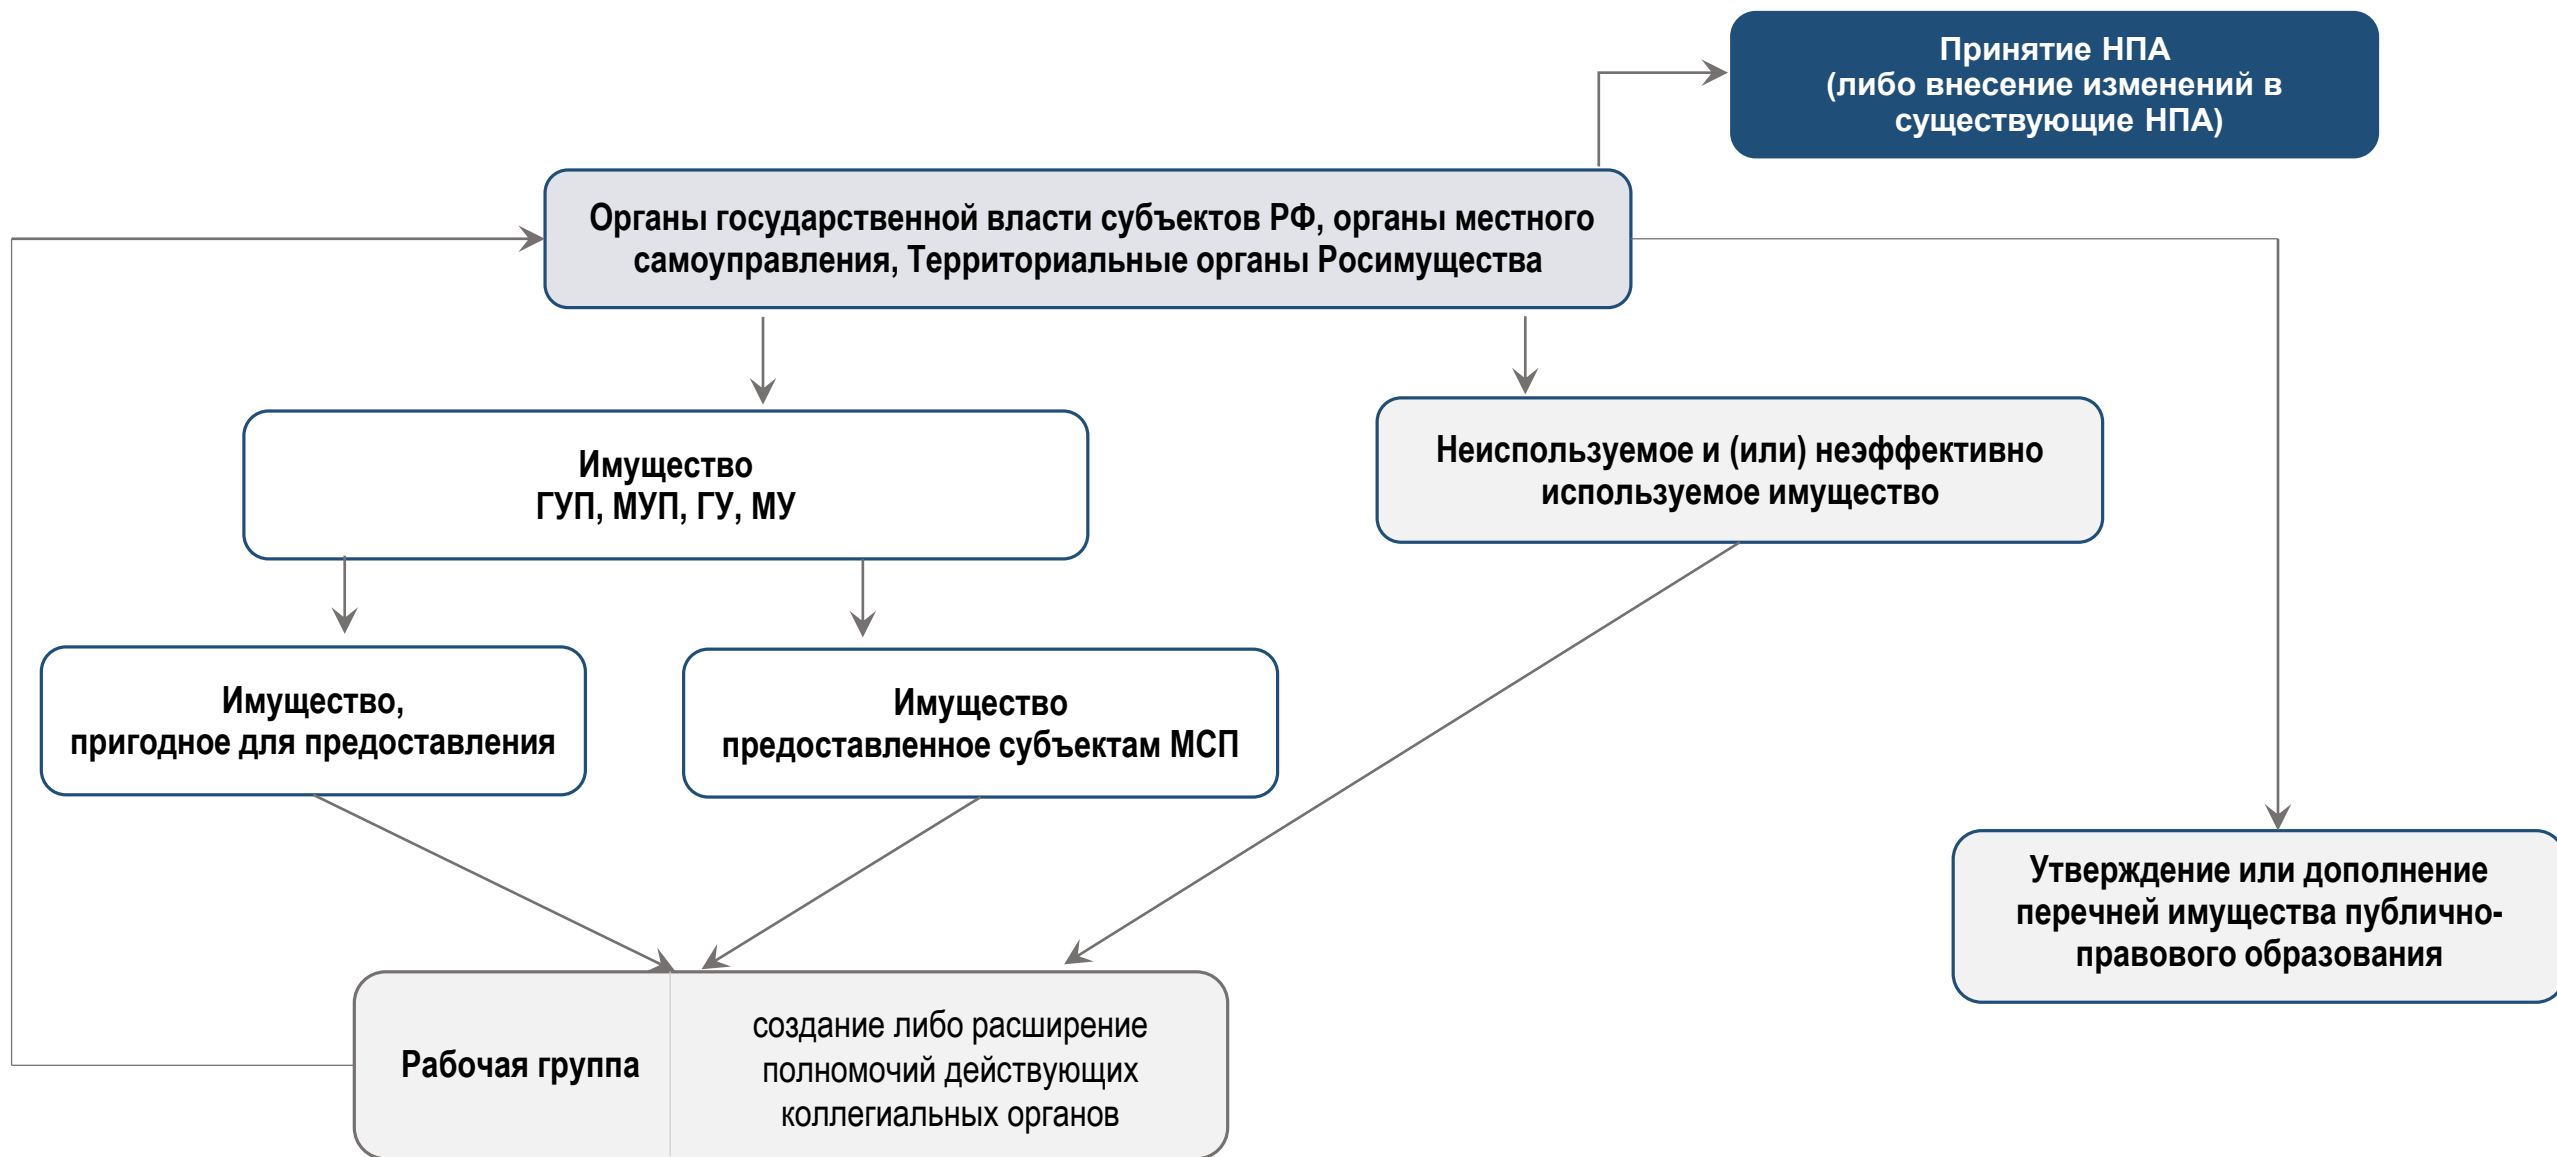 Принятие НПА
(либо внесение изменений в
существующие НПА)
Органы государственной власти субъектов РФ, органы местного
самоуправления, Территориальные органы Росимущества
Имущество
ГУП, МУП, ГУ, МУ
Неиспользуемое и (или) неэффективно
используемое имущество
Имущество,
пригодное для предоставления
Имущество
предоставленное субъектам МСП
Утверждение или дополнение
перечней имущества публично-
правового образования
Рабочая группа
создание либо расширение
полномочий действующих
коллегиальных органов